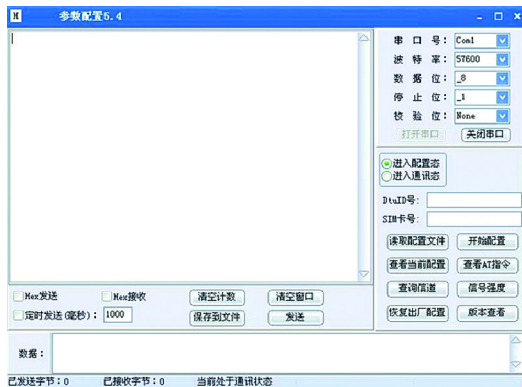 M 参数配置5.4
串 口 号: Com1
波 特 率: 57600
数 据 位: _8
停 止 位: _1
校 验 位: None
打开串口 关闭串口
进入配置态
进入通讯态
DtuID号:
SIM卡号:
读取配置文件 开始配置
查看当前配置 查看AT指令
查询信道 信号强度
恢复出厂配置 版本查看
Hex发送 Hex接收 清空计数 清空窗口
定时发送(毫秒): 1000 保存到文件 发送
数据:
已发送字节:0 已接收字节:0 当前处于通讯状态